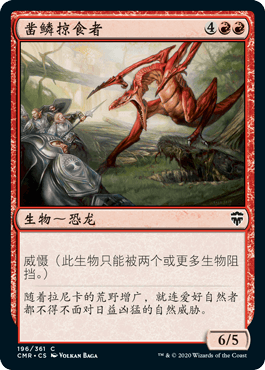 凿鳞掠食者 4
生物～恐龙
威慑（此生物只能被两个或更多生物阻
挡。）
随着拉尼卡的荒野增广，就连爱好自然者
都不得不面对日益凶猛的自然威胁。
6/5
196/361 C
CMR • CS VOLKAN BAGA
™ & © 2020 Wizards of the Coast